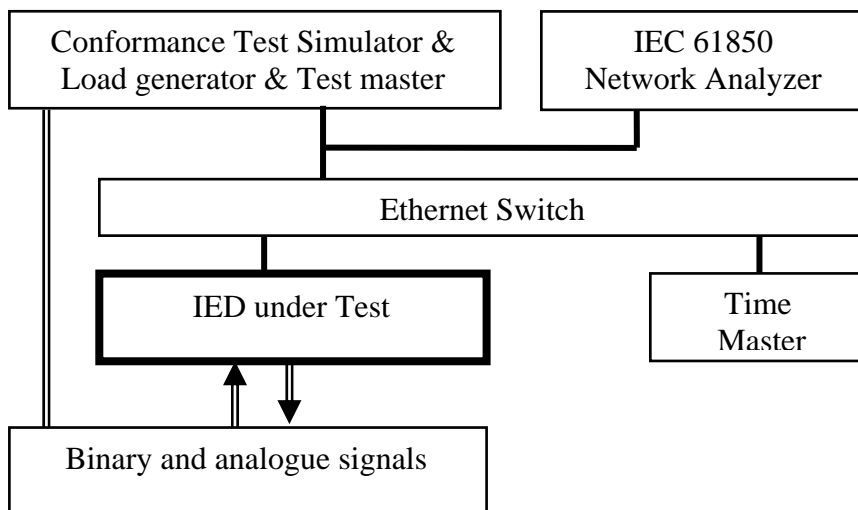 Conformance Test Simulator &
Load generator & Test master
IEC 61850
Network Analyzer
Ethernet Switch
IED under Test
Time
Master
Binary and analogue signals